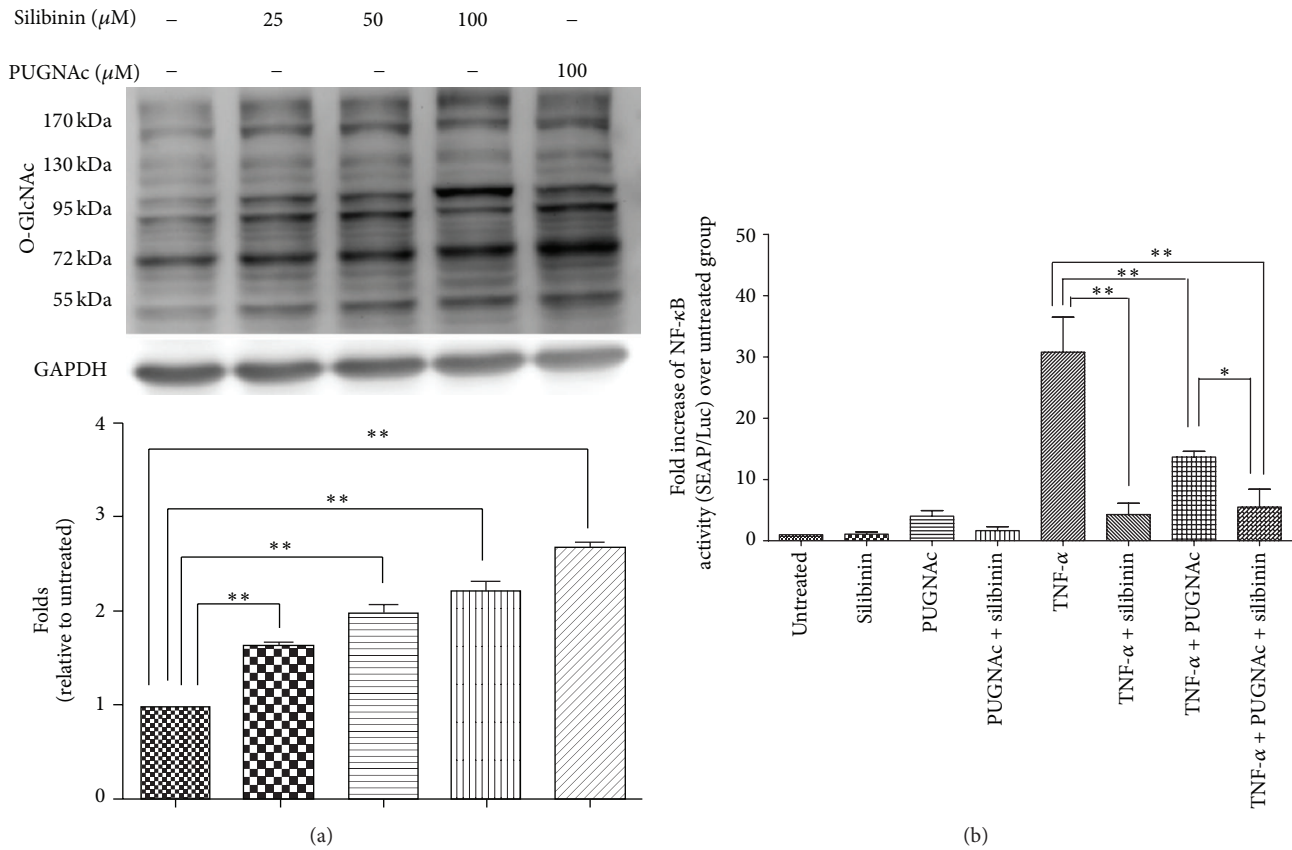 Silibinin (μM) – 25 50 100 –
PUGNAc (μM) – – – – 100
O-GlcNAc
170 kDa
130 kDa
95 kDa
72 kDa
55 kDa
GAPDH
Folds
(relative to untreated)
4
3
2
1
0
**
**
**
**
(a)
Fold increase of NF-κB
activity (SEAP/Luc) over untreated group
50
40
30
20
10
0
**
**
**
*
Untreated
Silibinin
PUGNAc
PUGNAc + silibinin
TNF-α
TNF-α + silibinin
TNF-α + PUGNAc
TNF-α + PUGNAc + silibinin
(b)